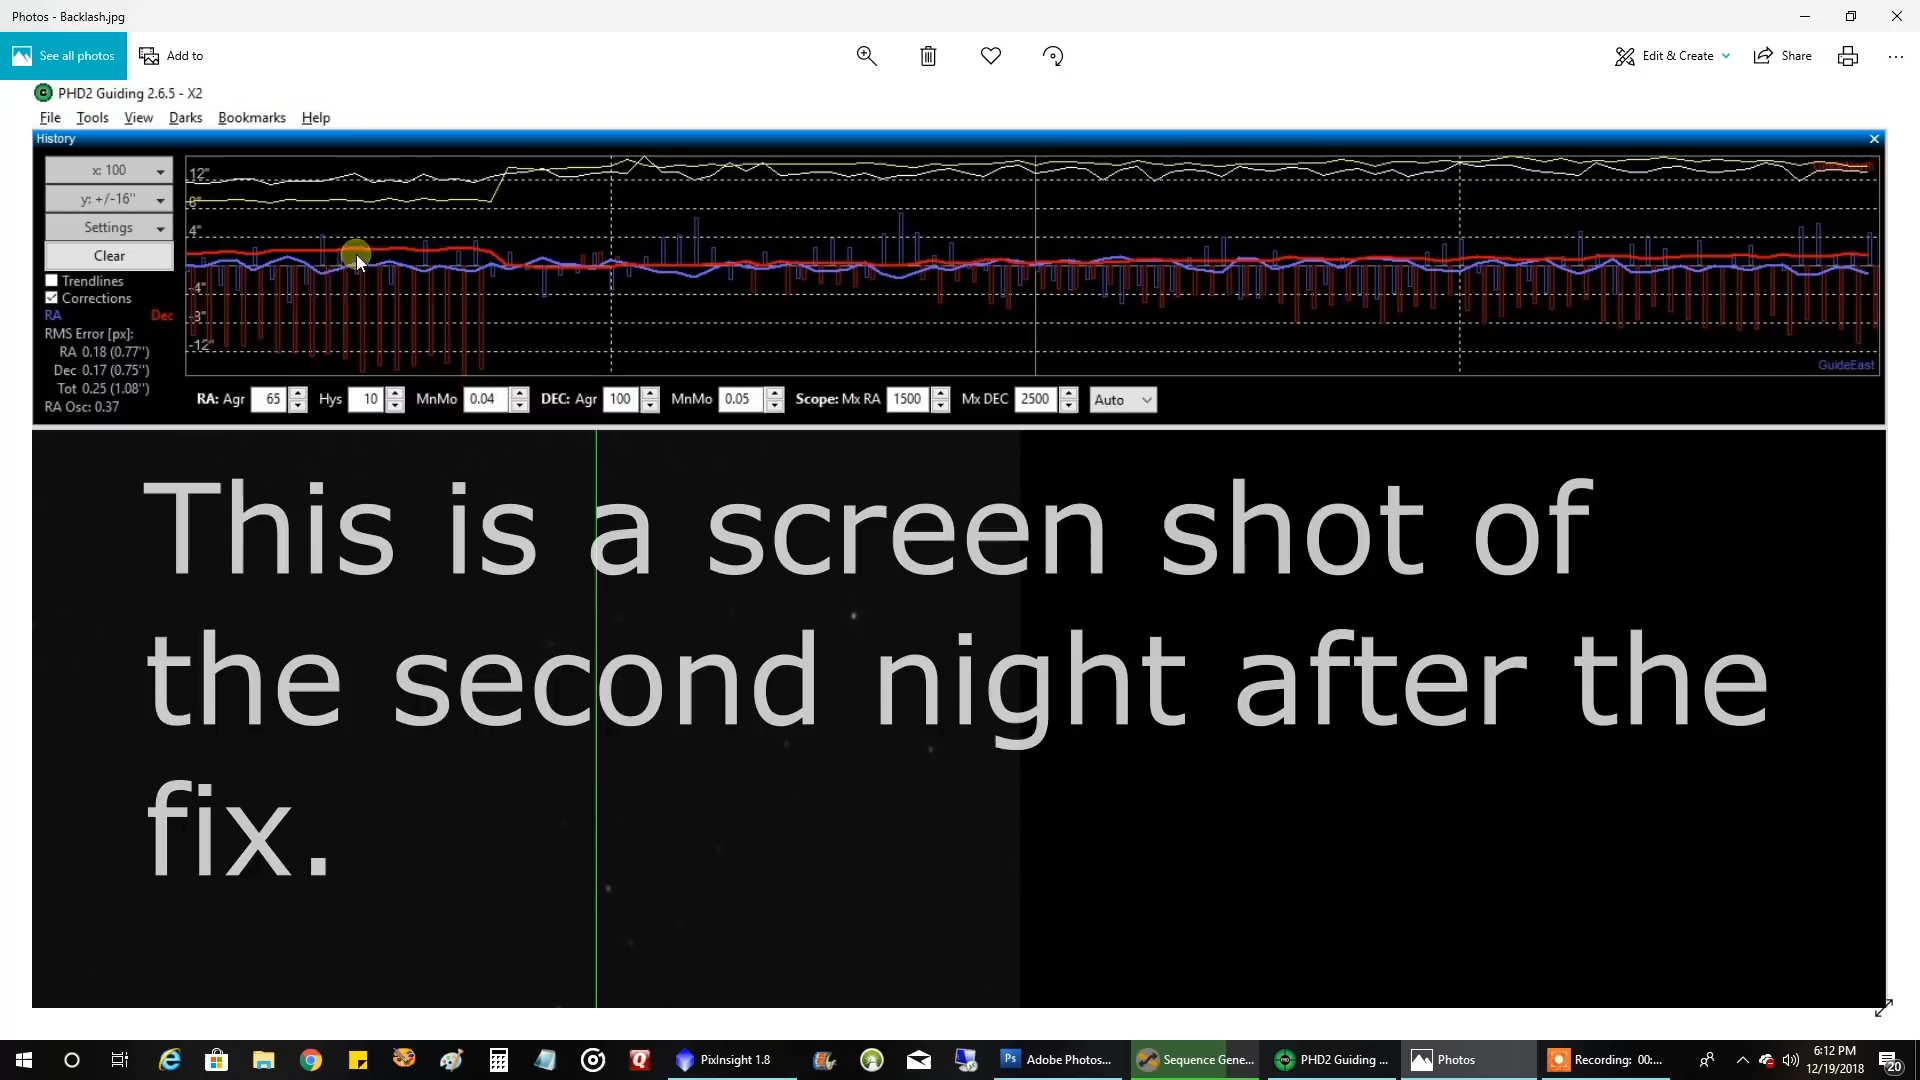 Photos - Backlash.jpg
See all photos
Add to
Edit & Create
Share
PHD2 Guiding 2.6.5 - X2
File Tools View Darks Bookmarks Help
History
x: 100
y: +/-16"
Settings
Clear
Trendlines
Corrections
RA Dec
RMS Error [px]:
RA 0.18 (0.77")
Dec 0.17 (0.75")
Tot 0.25 (1.08")
RA Osc: 0.37
12"
4"
-4"
-12"
GuideEast
RA: Agr 65 Hys 10 MnMo 0.04 DEC: Agr 100 MnMo 0.05 Scope: Mx RA 1500 Mx DEC 2500 Auto
This is a screen shot of
the second night after the
fix.
PixInsight 1.8
Adobe Photos...
Sequence Gene...
PHD2 Guiding ...
Photos
Recording: 00:...
6:12 PM
12/19/2018
20